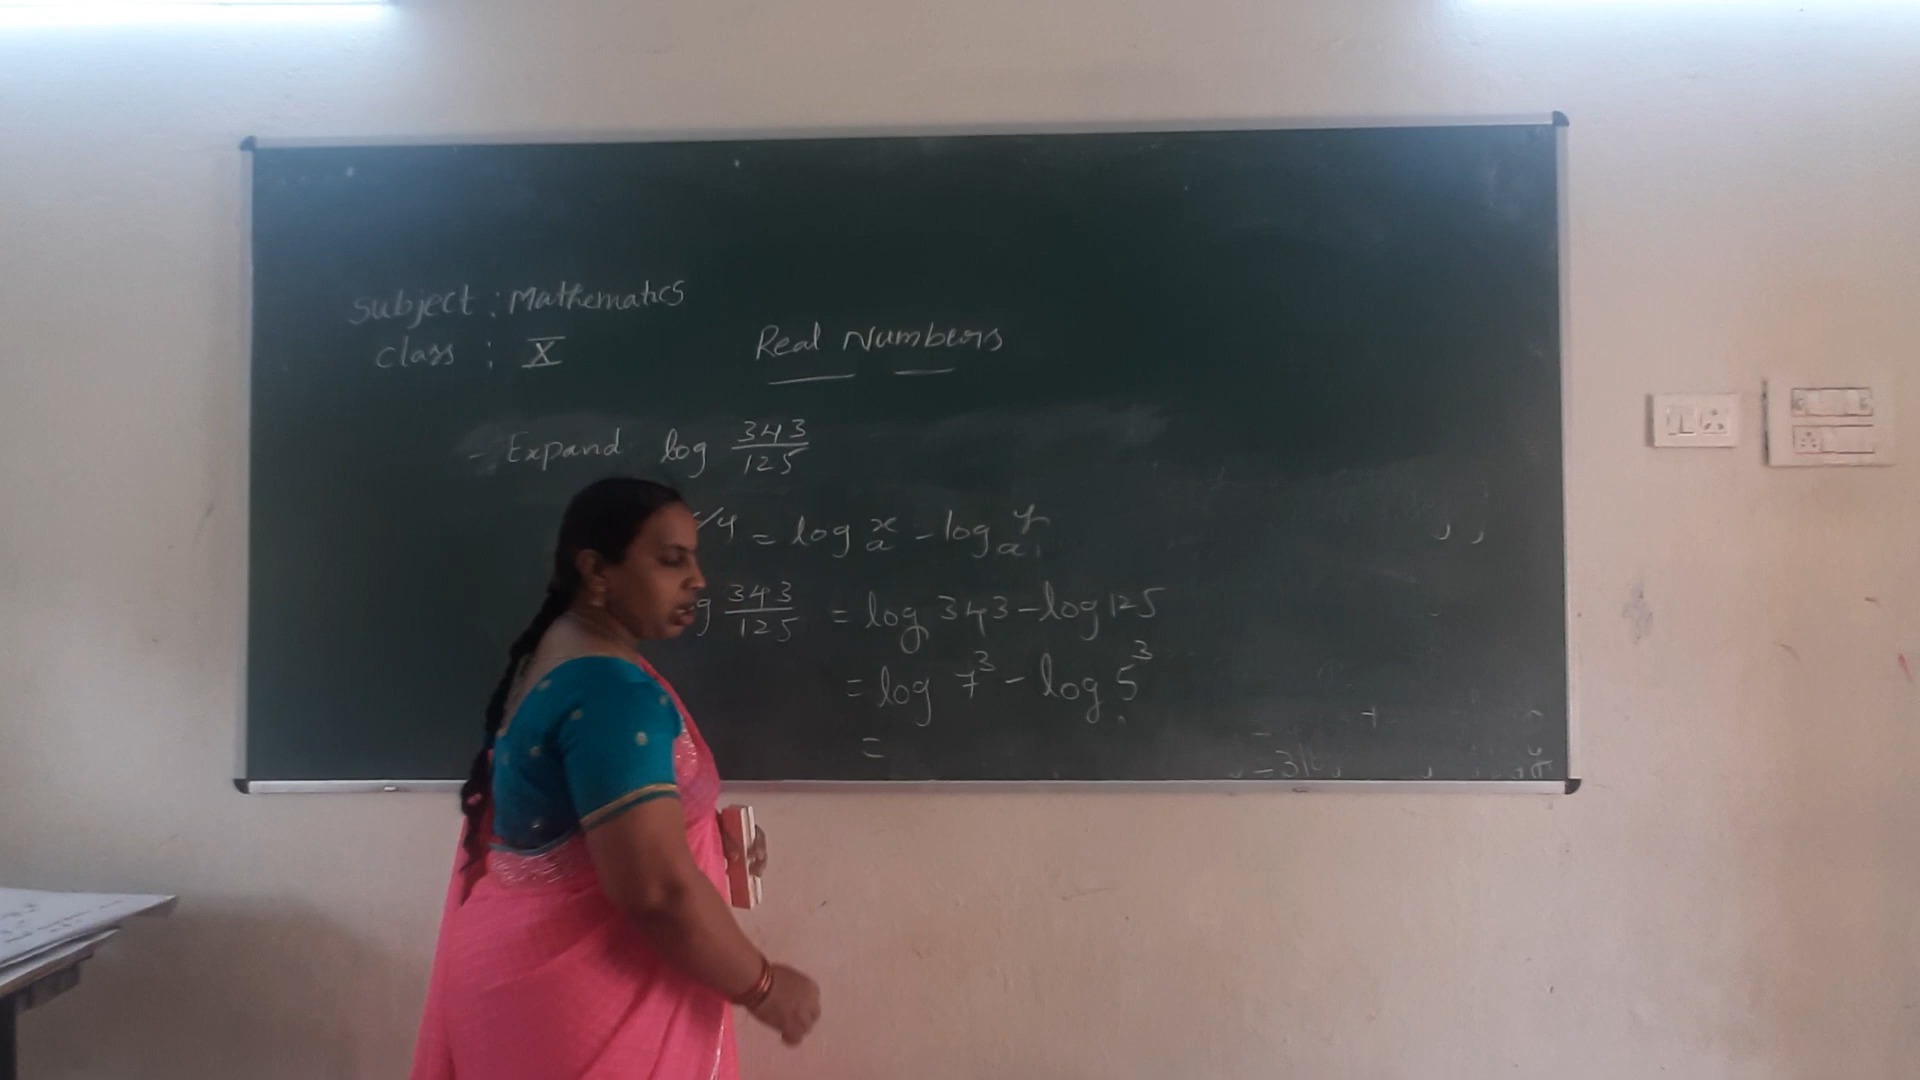 Subject : Mathematics
Class : X
Real Numbers
- Expand log 343/125
x/y = log x a - log y a
g 343/125 = log 343 - log 125
= log 7³ - log 5³
=